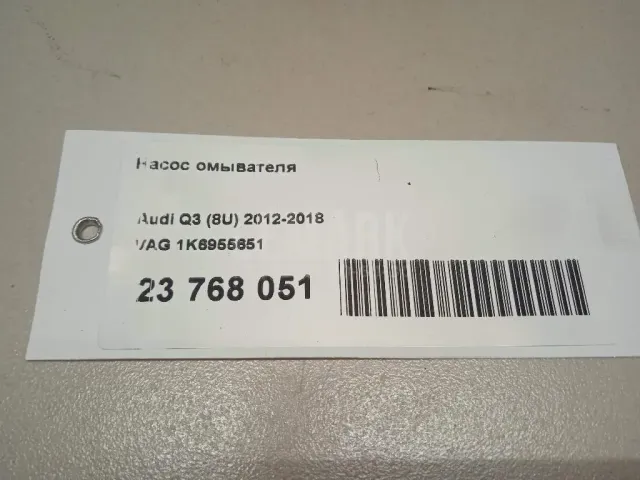 Насос омывателя
Audi Q3 (8U) 2012-2018
VAG 1K6955651
23 768 051